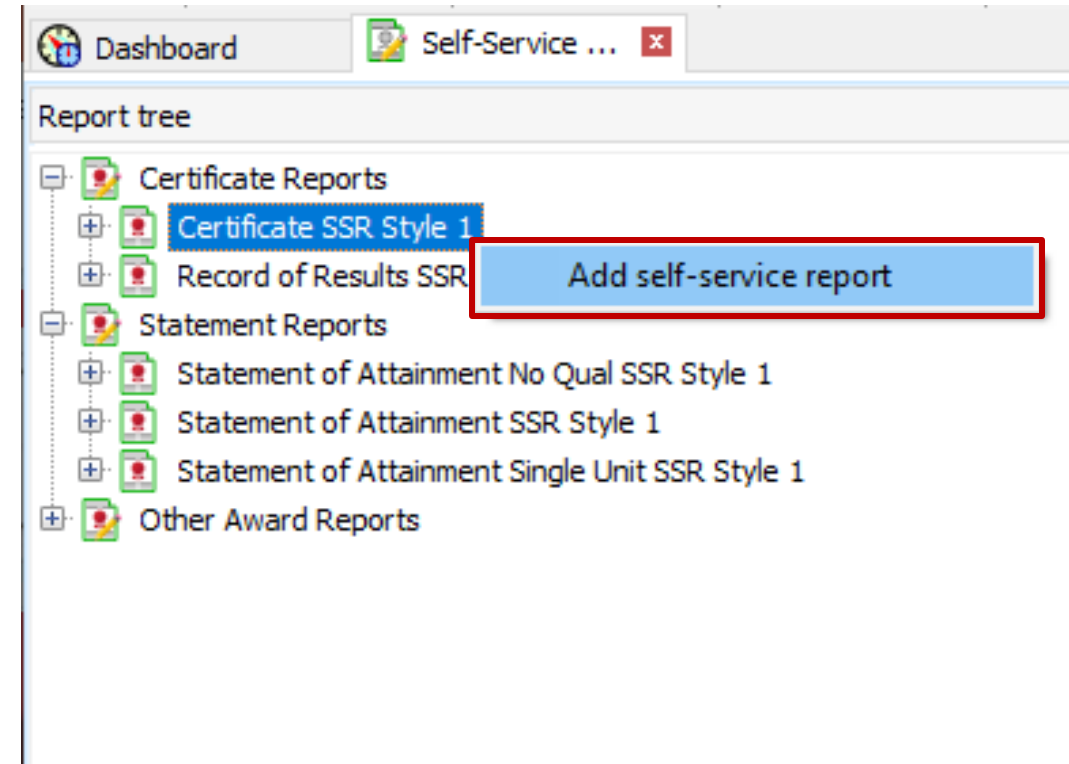 Dashboard
Self-Service ...
Report tree
Certificate Reports
Certificate SSR Style 1
Add self-service report
Record of Results SSR
Statement Reports
Statement of Attainment No Qual SSR Style 1
Statement of Attainment SSR Style 1
Statement of Attainment Single Unit SSR Style 1
Other Award Reports